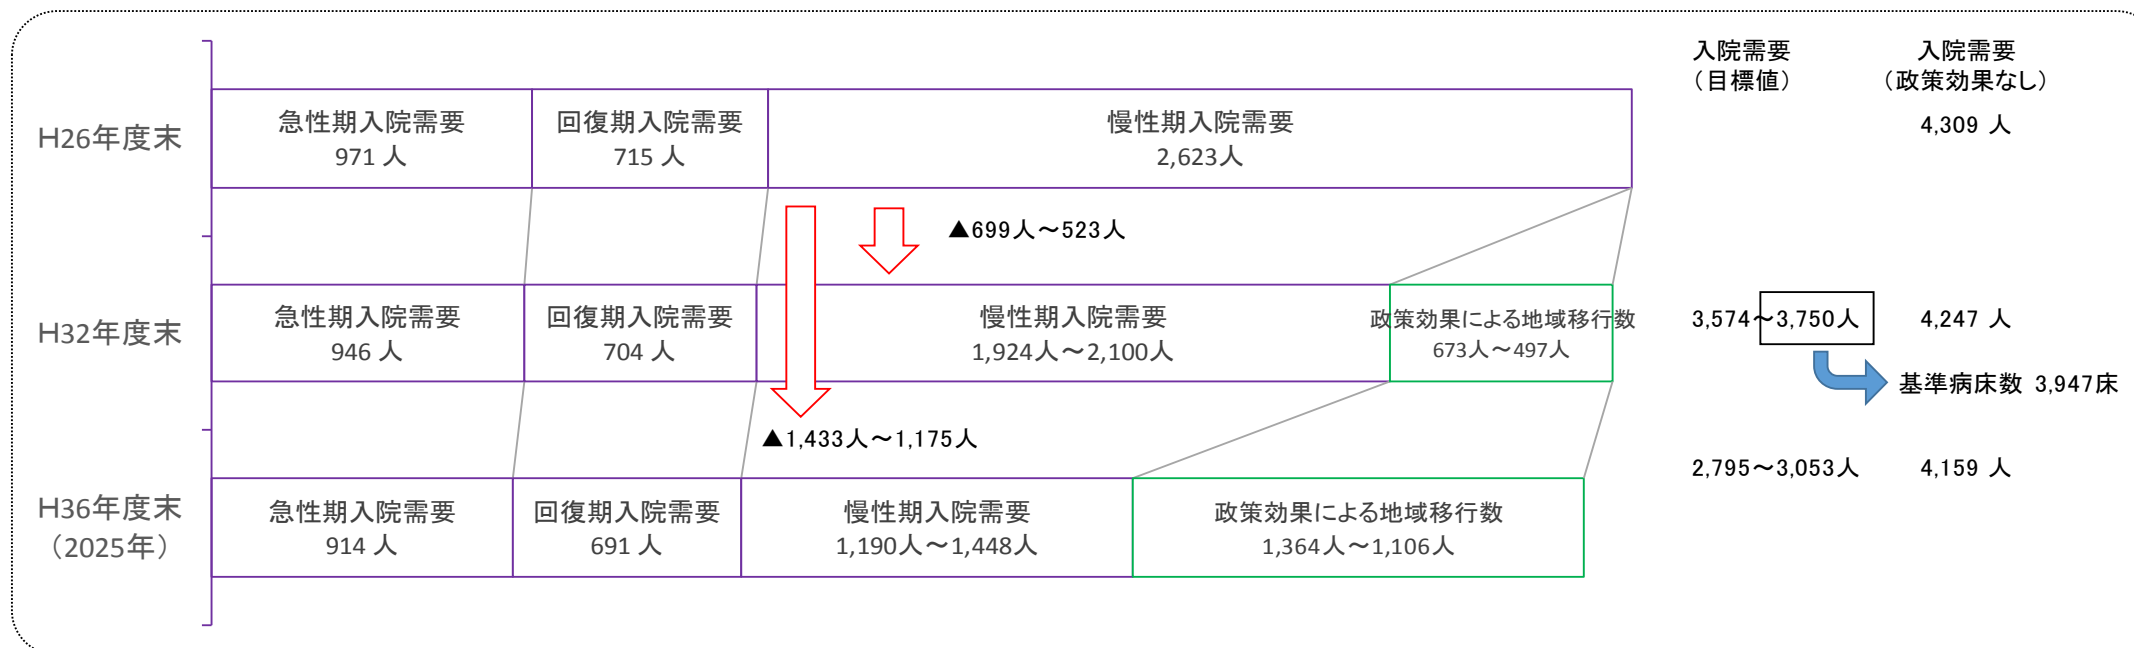 入院需要
（目標値）
入院需要
（政策効果なし）
H26年度末
急性期入院需要
971 人
回復期入院需要
715 人
慢性期入院需要
2,623人
4,309 人
▲699人～523人
H32年度末
急性期入院需要
946 人
回復期入院需要
704 人
慢性期入院需要
1,924人～2,100人
政策効果による地域移行数
673人～497人
3,574～3,750人
4,247 人
基準病床数 3,947床
▲1,433人～1,175人
H36年度末
（2025年）
急性期入院需要
914 人
回復期入院需要
691 人
慢性期入院需要
1,190人～1,448人
政策効果による地域移行数
1,364人～1,106人
2,795～3,053人
4,159 人